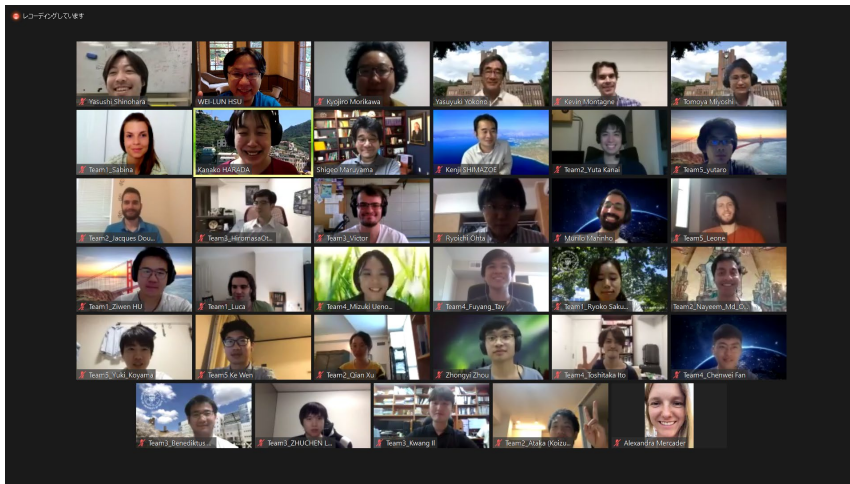 レコーディングしています
Yasushi Shinohara
WEI-LUN HSU
Kyojiro Morikawa
Yasuyuki Yokono
Kevin Montagne
Tomoya Miyoshi
Team1_Sabina
Kanako HARADA
Shigeo Maruyama
Kenji SHIMAZOE
Team2_Yuta Kanai
Team5_yutaro
Team2_Jacques Dou...
Team3_HiromasaOt...
Team3_Victor
Ryoichi Ohta
Murilo Marinho
Team5_Leone
Team1_Ziwen HU
Team1_Luca
Team4_Mizuki Ueno...
Team4_Fuyang_Tay
Team1_Ryoko Saku...
Team2_Nayeem_Md_O...
Team5_Yuki_Koyama
Team5 Ke Wen
Team2_Qian Xu
Zhongyi Zhou
Team4_Toshitaka Ito
Team4_Chenwei Fan
Team3_Benediktus...
Team3_ZHUCHEN L...
Team3_Kwang Il
Team2_Ataka (Koizu...
Alexandra Mercader